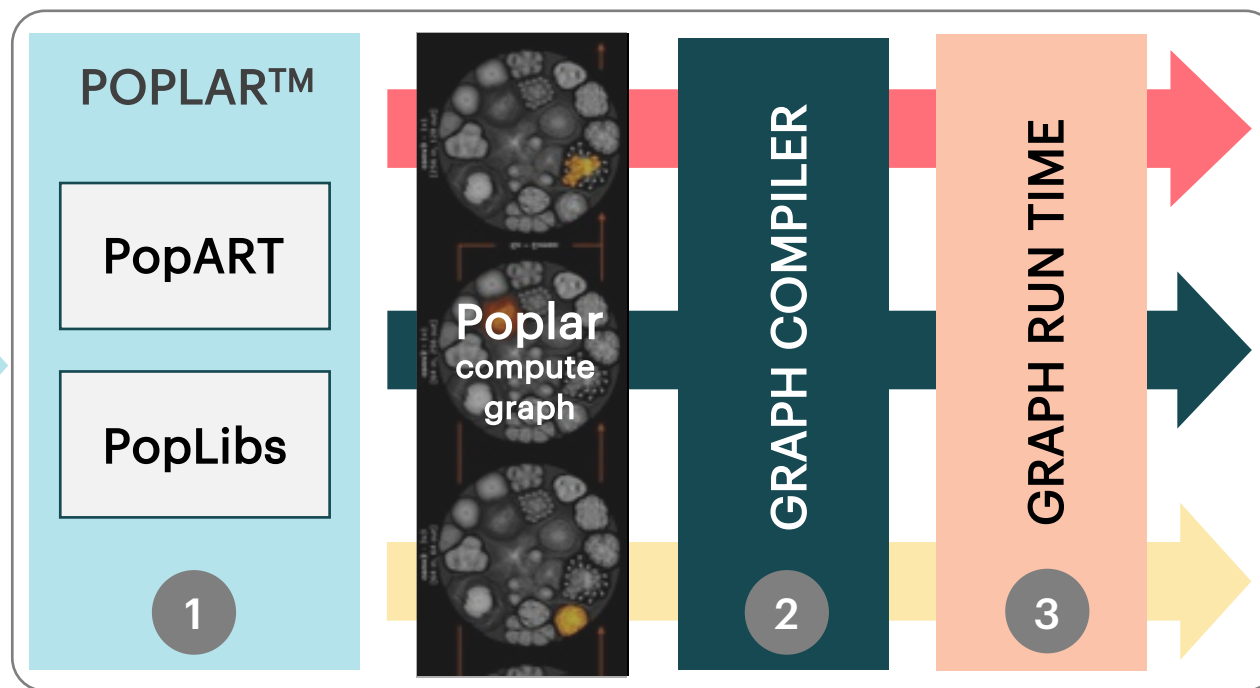 POPLAR™
PopART
PopLibs
1
Poplar
compute
graph
GRAPH COMPILER
2
GRAPH RUN TIME
3